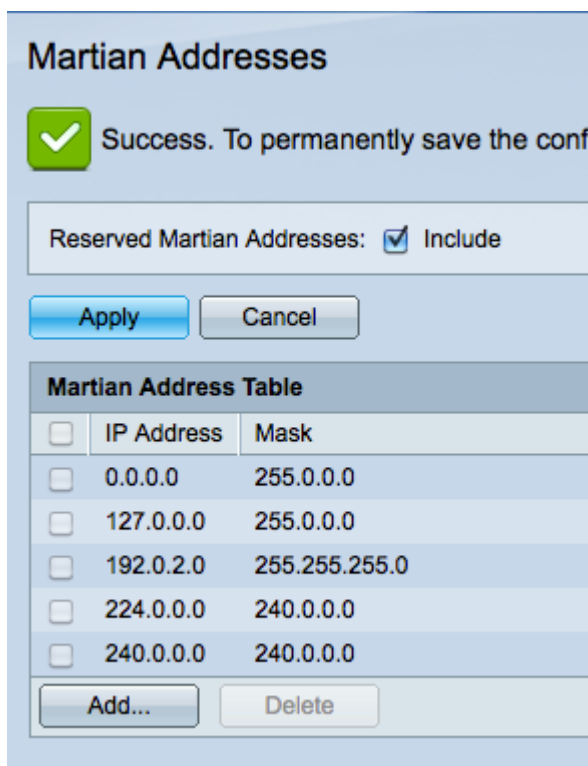 Martian Addresses
Success. To permanently save the conf
Reserved Martian Addresses: Include
Apply Cancel
Martian Address Table
IP Address Mask
0.0.0.0 255.0.0.0
127.0.0.0 255.0.0.0
192.0.2.0 255.255.255.0
224.0.0.0 240.0.0.0
240.0.0.0 240.0.0.0
Add... Delete